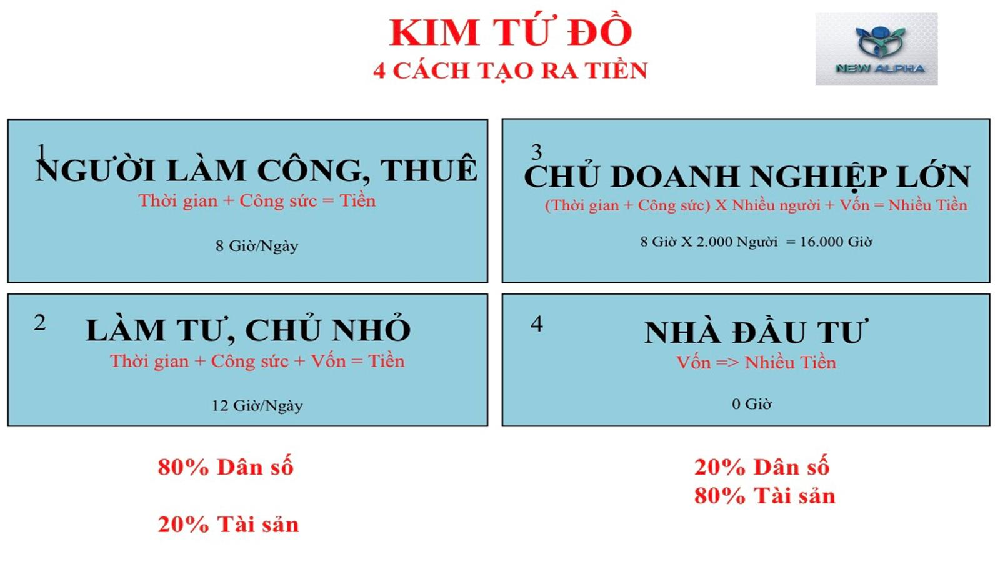 KIM TỨ ĐỒ
4 CÁCH TẠO RA TIỀN
NEW ALPHA
1
NGƯỜI LÀM CÔNG, THUÊ
Thời gian + Công sức = Tiền
8 Giờ/Ngày
2
LÀM TƯ, CHỦ NHỎ
Thời gian + Công sức + Vốn = Tiền
12 Giờ/Ngày
3
CHỦ DOANH NGHIỆP LỚN
(Thời gian + Công sức) X Nhiều người + Vốn = Nhiều Tiền
8 Giờ X 2.000 Người = 16.000 Giờ
4
NHÀ ĐẦU TƯ
Vốn => Nhiều Tiền
0 Giờ
80% Dân số
20% Tài sản
20% Dân số
80% Tài sản